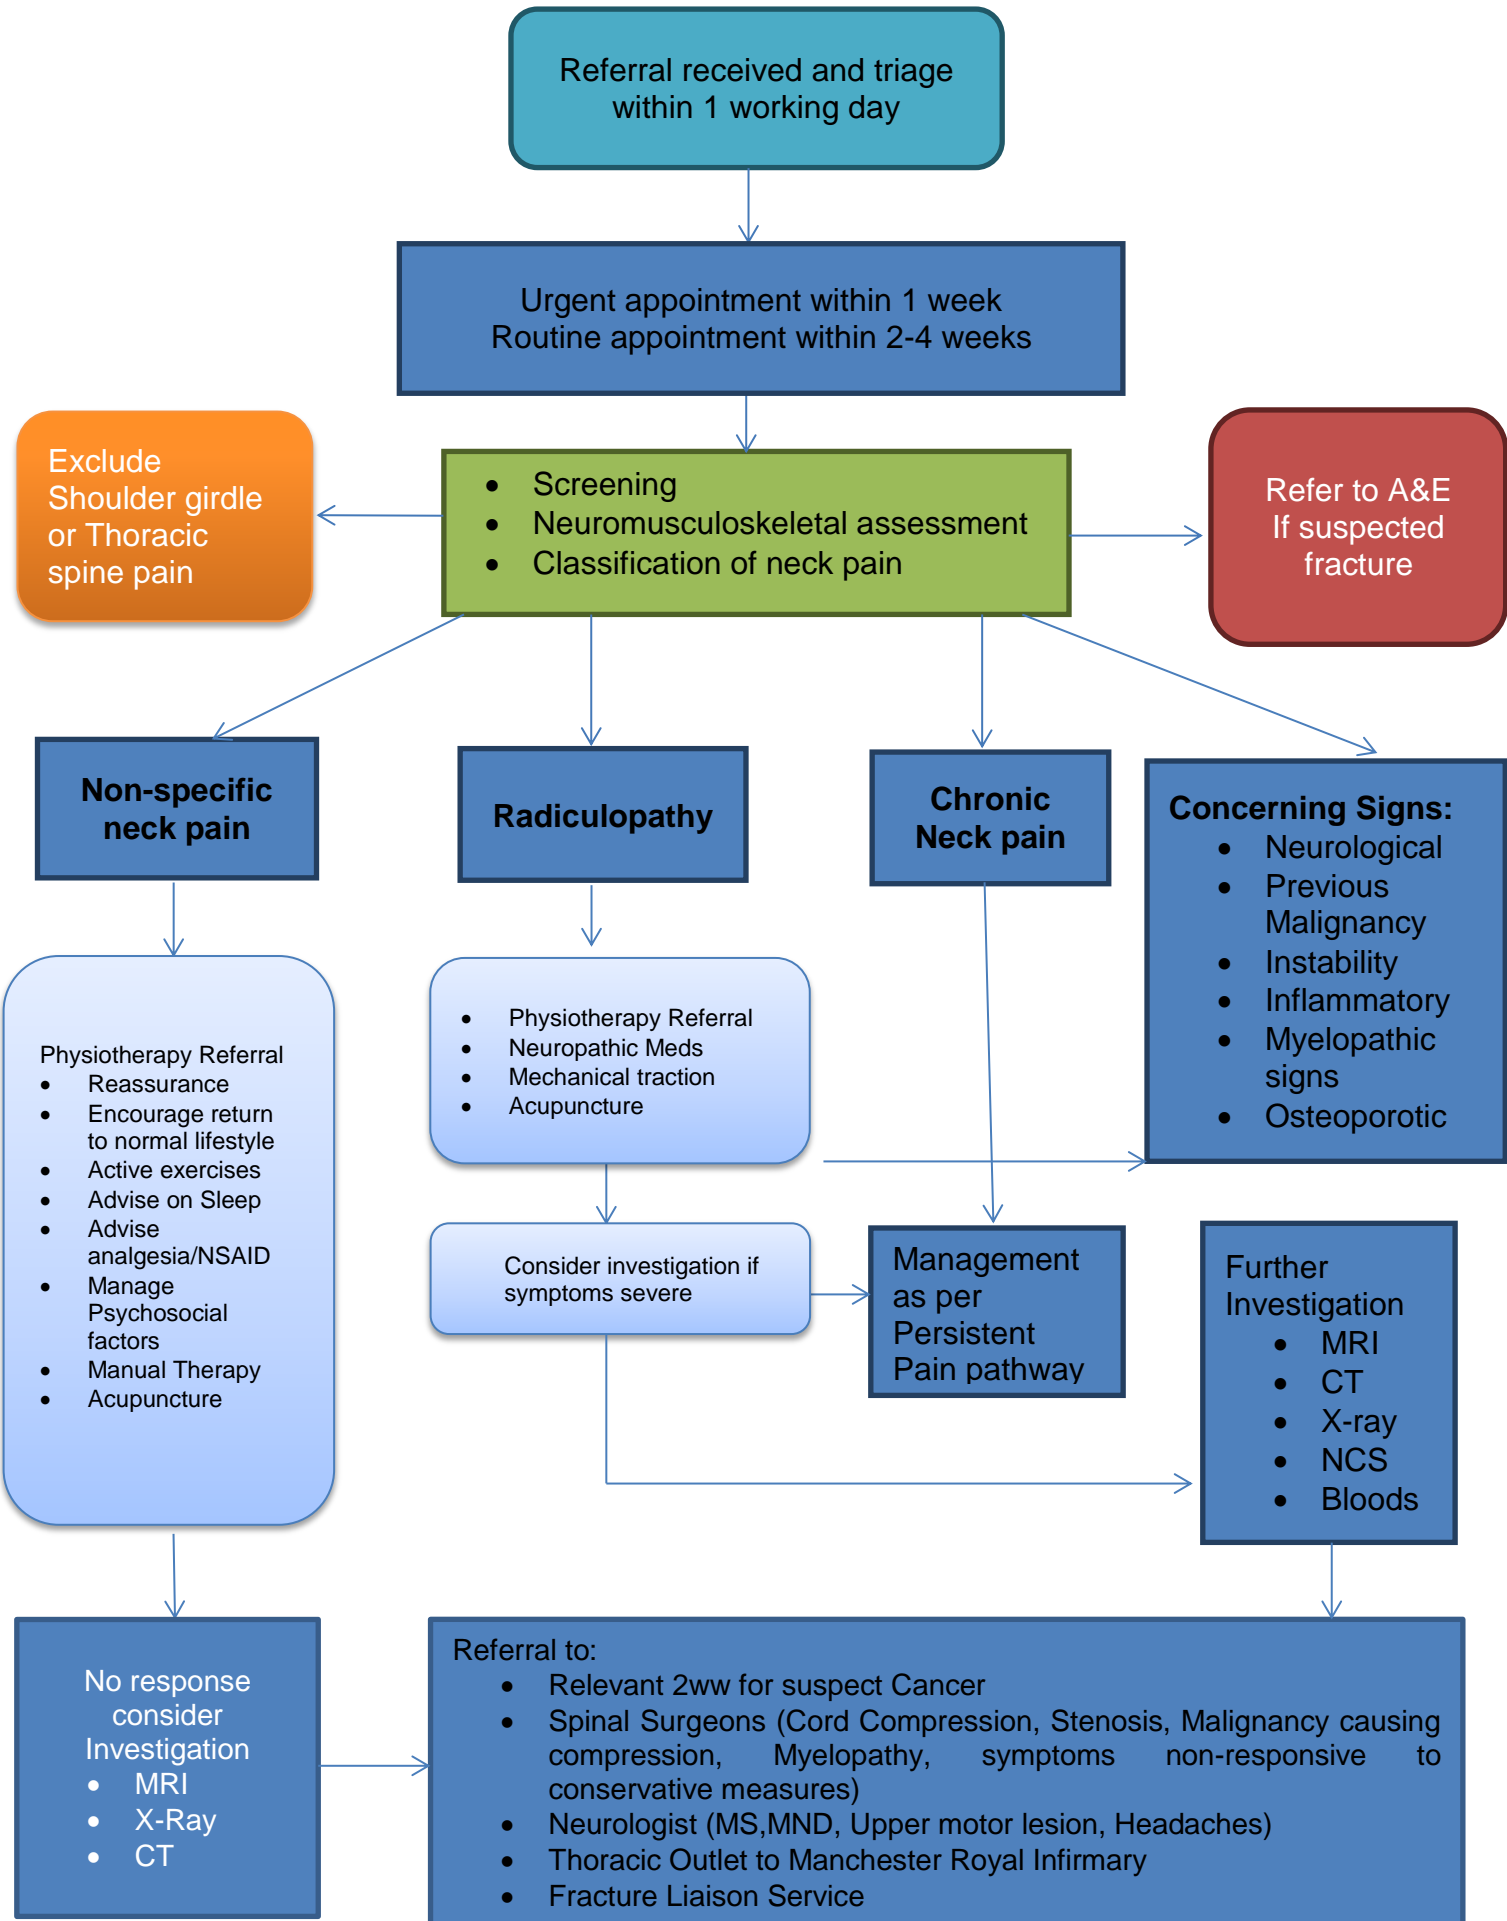 Referral received and triage
within 1 working day
Urgent appointment within 1 week
Routine appointment within 2-4 weeks
Exclude
Shoulder girdle
or Thoracic
spine pain
• Screening
• Neuromusculoskeletal assessment
• Classification of neck pain
Refer to A&E
If suspected
fracture
Non-specific
neck pain
Radiculopathy
Chronic
Neck pain
Concerning Signs:
• Neurological
• Previous
Malignancy
• Instability
• Inflammatory
• Myelopathic
signs
• Osteoporotic
Physiotherapy Referral
• Reassurance
• Encourage return
to normal lifestyle
• Active exercises
• Advise on Sleep
• Advise
analgesia/NSAID
• Manage
Psychosocial
factors
• Manual Therapy
• Acupuncture
• Physiotherapy Referral
• Neuropathic Meds
• Mechanical traction
• Acupuncture
Consider investigation if
symptoms severe
Management
as per
Persistent
Pain pathway
Further
Investigation
• MRI
• CT
• X-ray
• NCS
• Bloods
No response
consider
Investigation
• MRI
• X-Ray
• CT
Referral to:
• Relevant 2ww for suspect Cancer
• Spinal Surgeons (Cord Compression, Stenosis, Malignancy causing
compression, Myelopathy, symptoms non-responsive to
conservative measures)
• Neurologist (MS,MND, Upper motor lesion, Headaches)
• Thoracic Outlet to Manchester Royal Infirmary
• Fracture Liaison Service